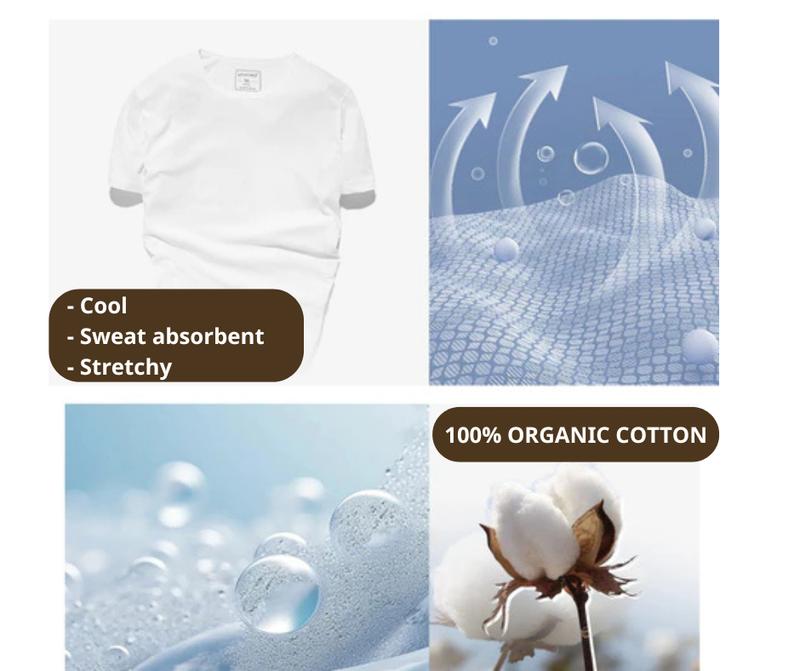 - Cool
- Sweat absorbent
- Stretchy
100% ORGANIC COTTON